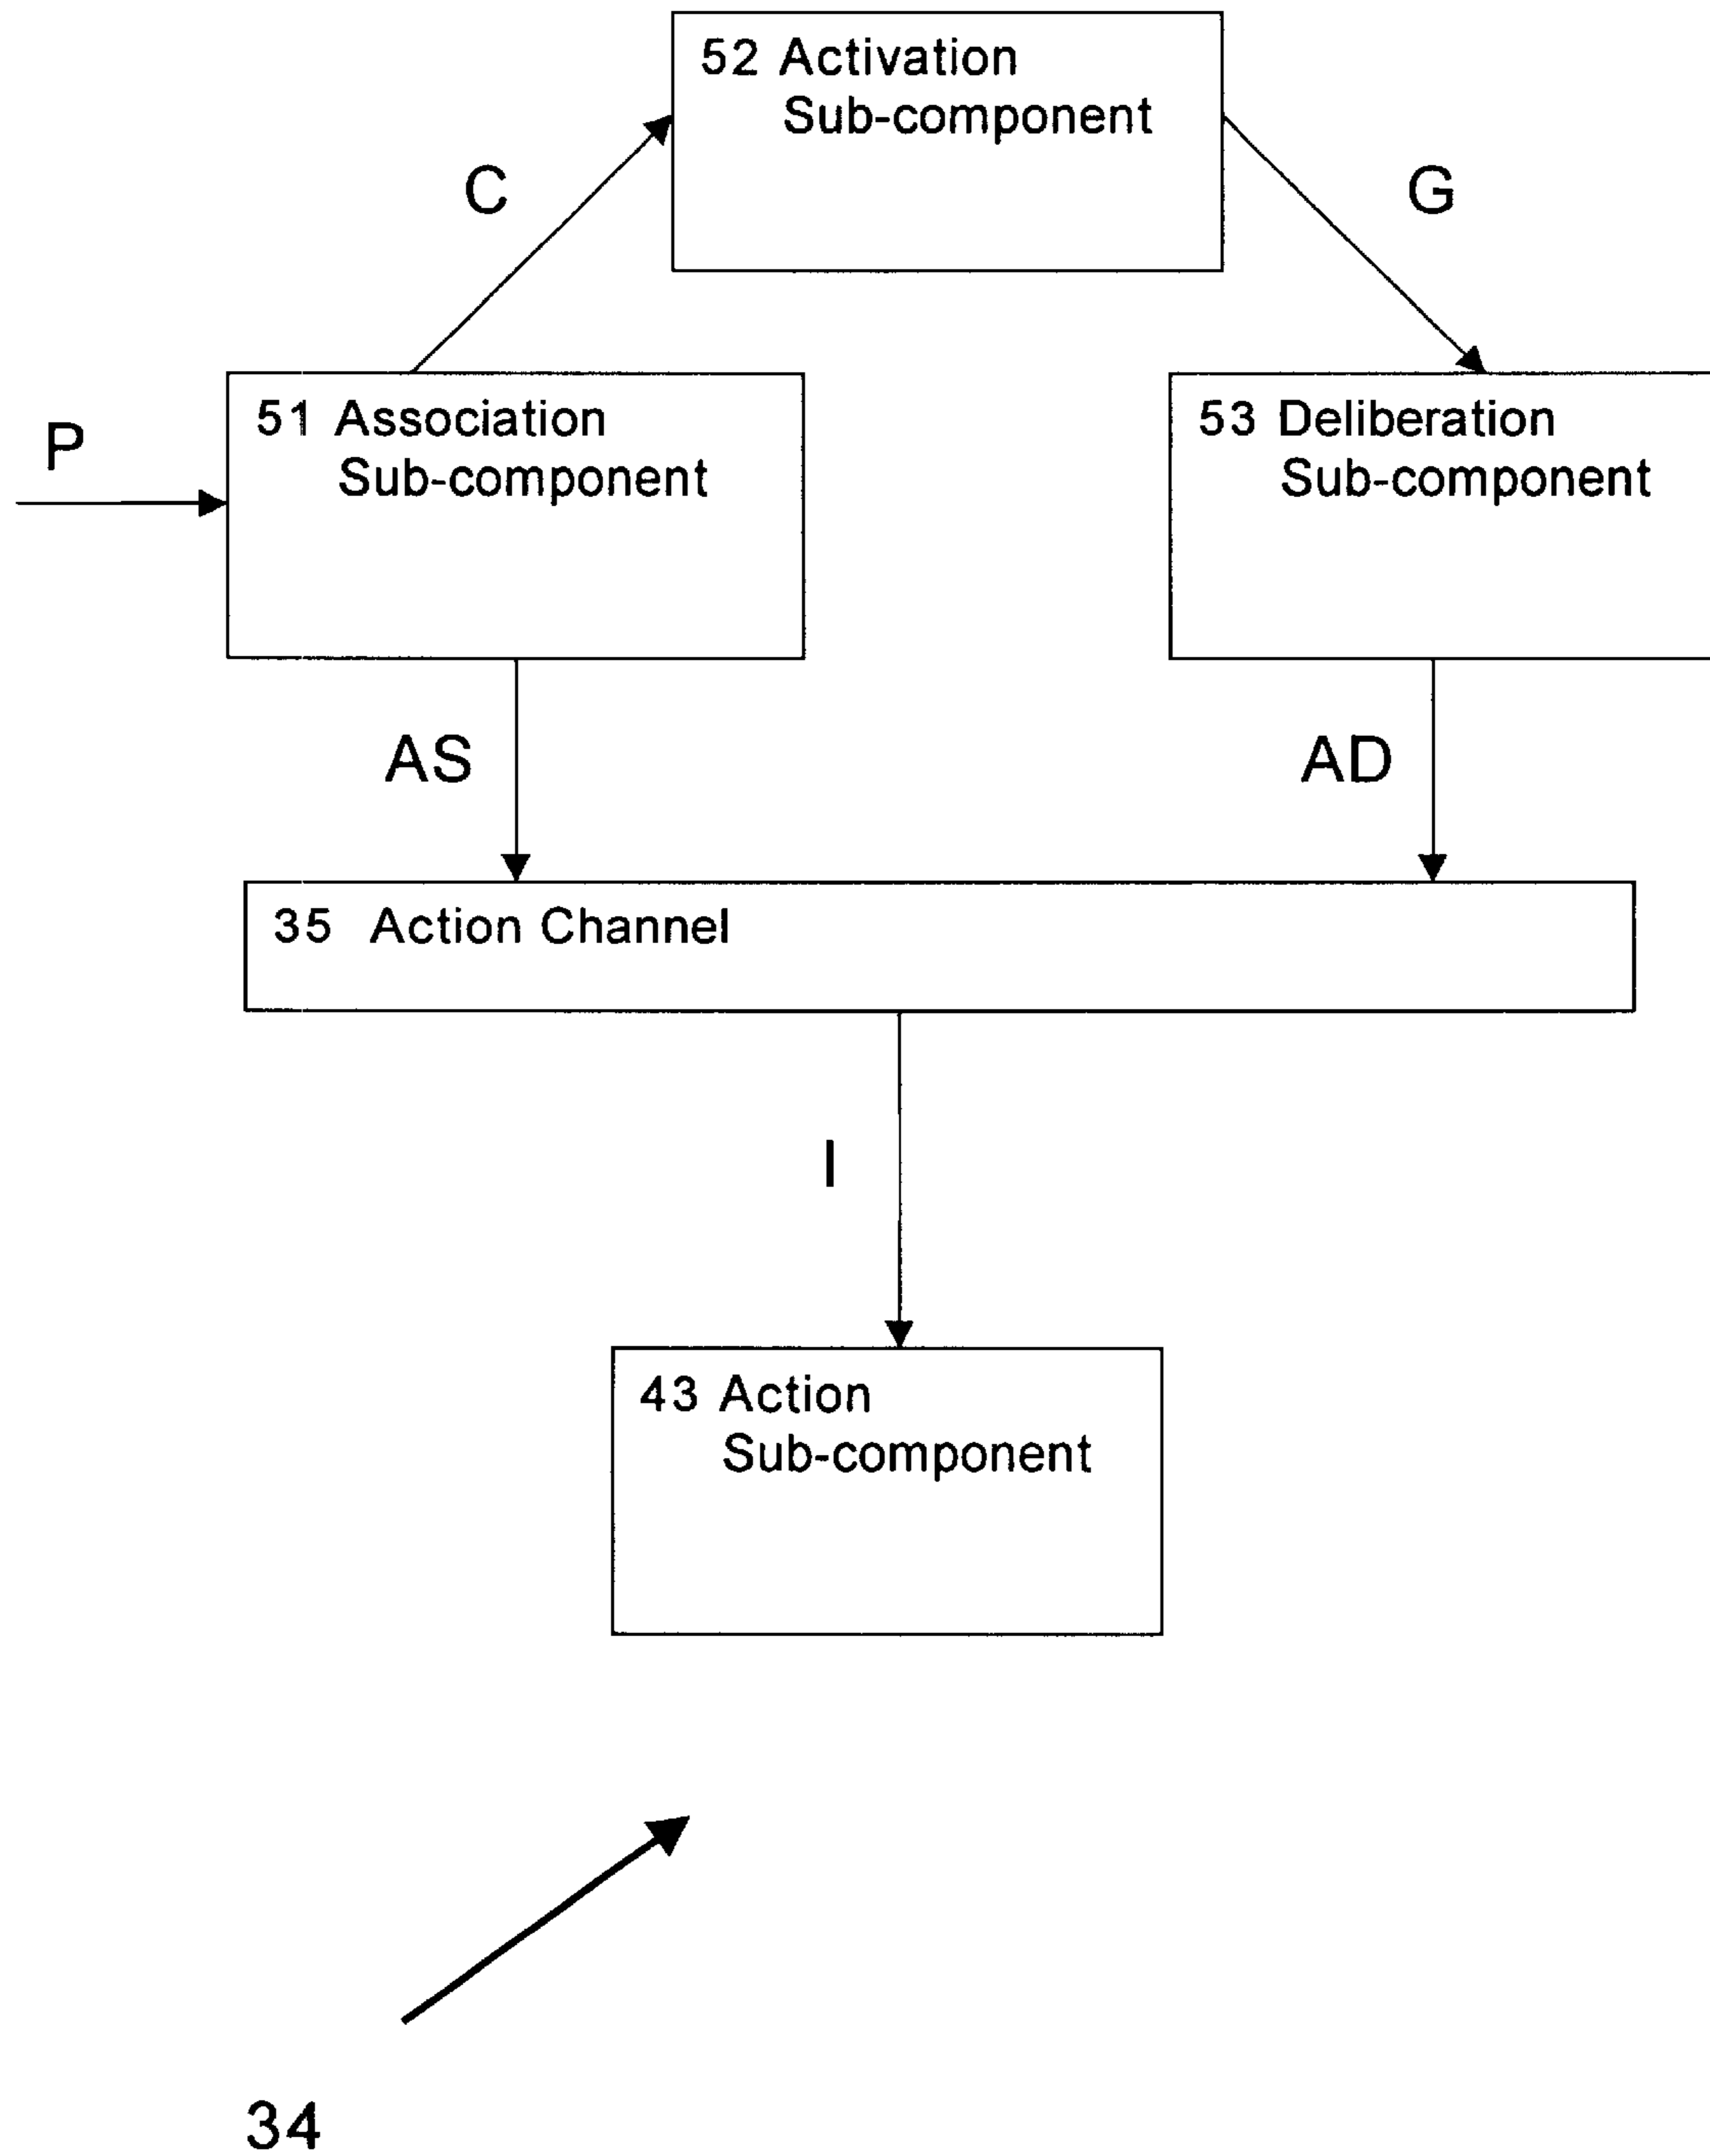 52 Activation
Sub-component
C
G
51 Association
Sub-component
P
53 Deliberation
Sub-component
AS
AD
35 Action Channel
I
43 Action
Sub-component
34